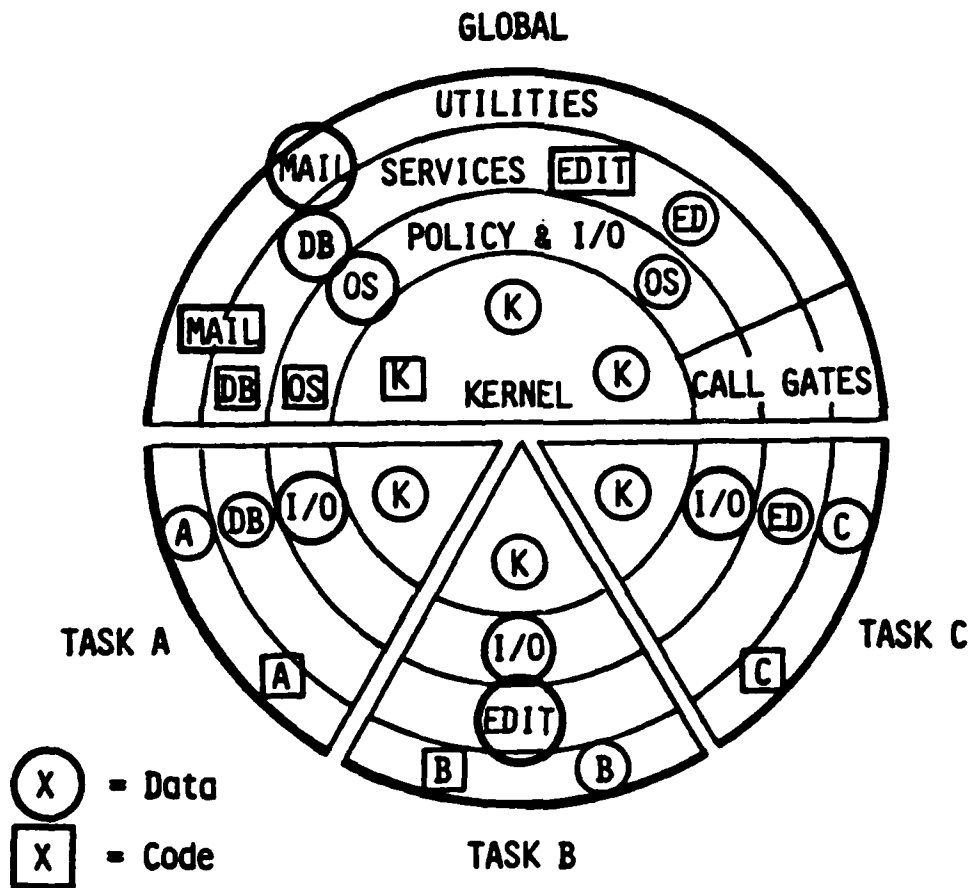 GLOBAL
UTILITIES
MAIL
SERVICES EDIT
ED
DB
POLICY & I/O
OS
OS
K
MAIL
K
DB OS K KERNEL CALL GATES
A DB I/O K K I/O ED C
K
TASK A I/O TASK C
A C
EDIT
B B
X = Data
X = Code
TASK B